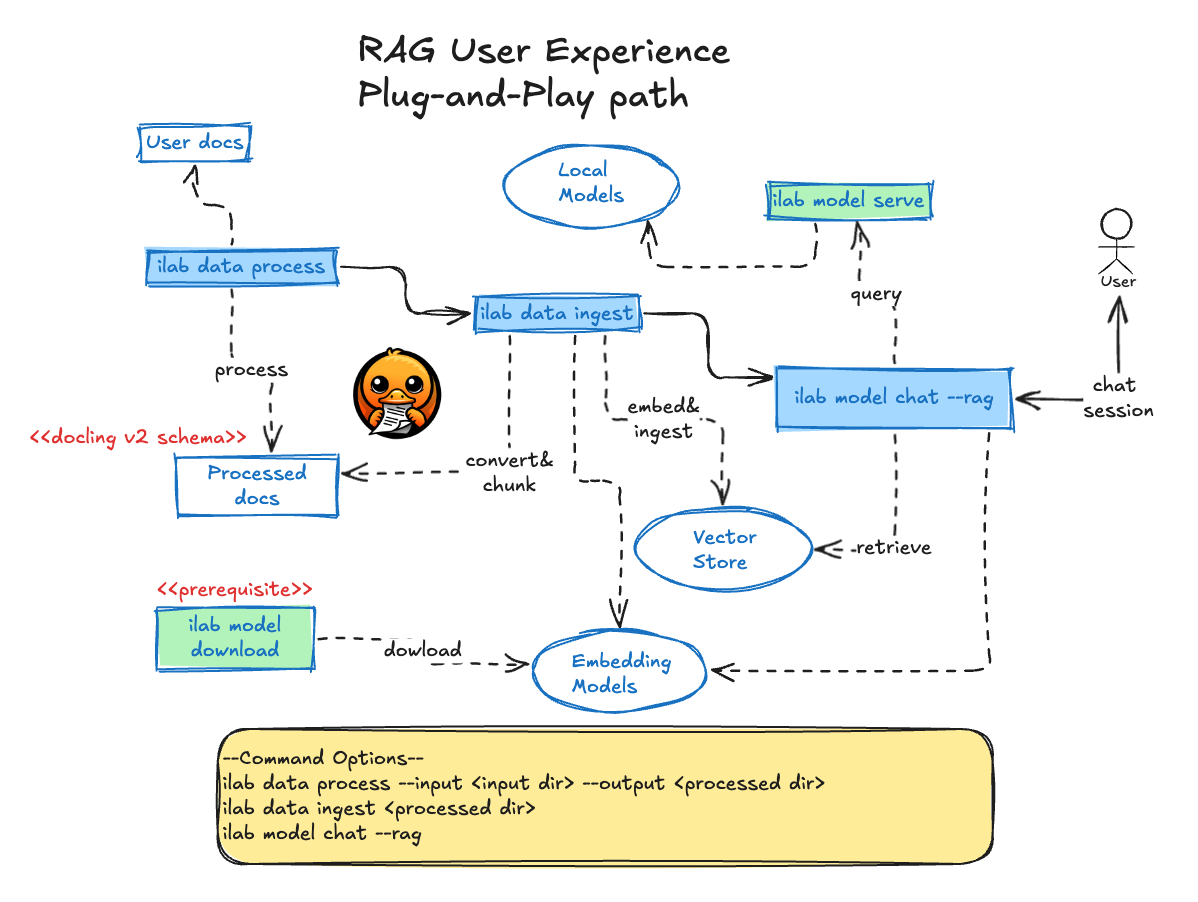 RAG User Experience
Plug-and-Play path
User docs
Local
Models
ilab model serve
User
ilab data process
query
ilab data ingest
process
chat
session
ilab model chat --rag
embed&
ingest
<<docling v2 schema>>
convert&
chunk
Processed
docs
Vector
Store
retrieve
<<prerequisite>>
ilab model
download
dowload
Embedding
Models
--Command Options--
ilab data process --input <input dir> --output <processed dir>
ilab data ingest <processed dir>
ilab model chat --rag